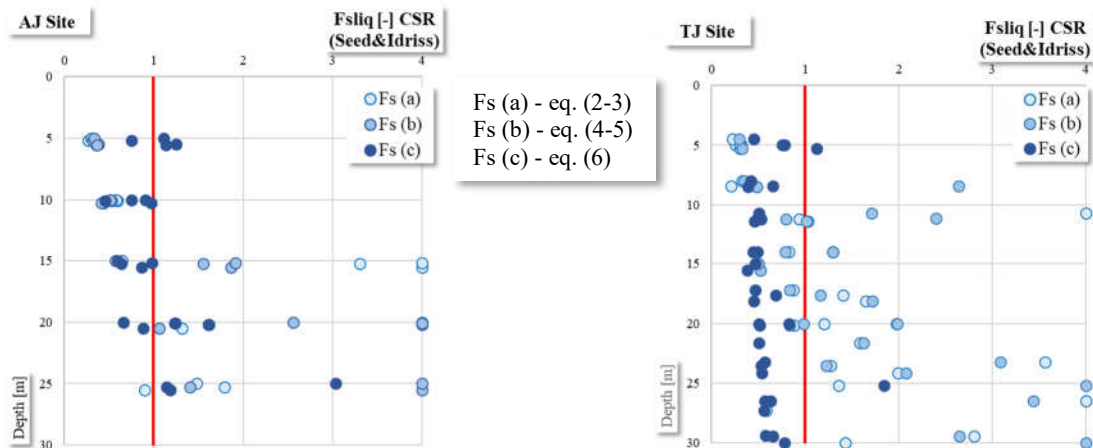 AJ Site
Fsliq [-] CSR
(Seed&Idriss)
0 1 2 3 4
0
5
10
15
20
25
30
Depth [m]
Fs (a)
Fs (b)
Fs (c)
Fs (a) - eq. (2-3)
Fs (b) - eq. (4-5)
Fs (c) - eq. (6)
TJ Site
Fsliq [-] CSR
(Seed&Idriss)
0 1 2 3 4
0
5
10
15
20
25
30
Depth [m]
Fs (a)
Fs (b)
Fs (c)